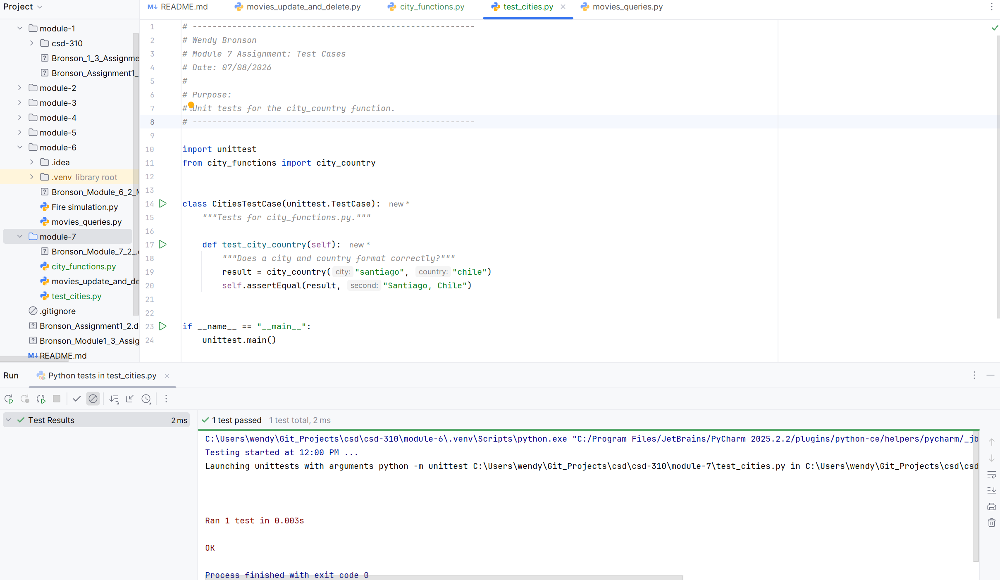 Project
README.md
movies_update_and_delete.py
city_functions.py
test_cities.py
movies_queries.py
module-1
csd-310
Bronson_1_3_Assignme
Bronson_Assignment1_
module-2
module-3
module-4
module-5
module-6
.idea
.venv library root
Bronson_Module_6_2_M
Fire simulation.py
movies_queries.py
module-7
Bronson_Module_7_2_.
city_functions.py
movies_update_and_de
test_cities.py
.gitignore
Bronson_Assignment1_2.d
Bronson_Module1_3_Assig
README.md
1 # ---------------------------------------------------------
2 # Wendy Bronson
3 # Module 7 Assignment: Test Cases
4 # Date: 07/08/2026
5 #
6 # Purpose:
7 # Unit tests for the city_country function.
8 # ---------------------------------------------------------
9
10 import unittest
11 from city_functions import city_country
12
13
14 class CitiesTestCase(unittest.TestCase): new *
15 """Tests for city_functions.py."""
16
17 def test_city_country(self): new *
18 """Does a city and country format correctly?"""
19 result = city_country( city: "santiago", country: "chile")
20 self.assertEqual(result, second: "Santiago, Chile")
21
22
23 if __name__ == "__main__":
24 unittest.main()
Run
Python tests in test_cities.py
Test Results 2 ms
1 test passed 1 test total, 2 ms
C:\Users\wendy\Git_Projects\csd\csd-310\module-6\.venv\Scripts\python.exe "C:/Program Files/JetBrains/PyCharm 2025.2.2/plugins/python-ce/helpers/pycharm/_jb
Testing started at 12:00 PM ...
Launching unittests with arguments python -m unittest C:\Users\wendy\Git_Projects\csd\csd-310\module-7\test_cities.py in C:\Users\wendy\Git_Projects\csd\csd
Ran 1 test in 0.003s
OK
Process finished with exit code 0